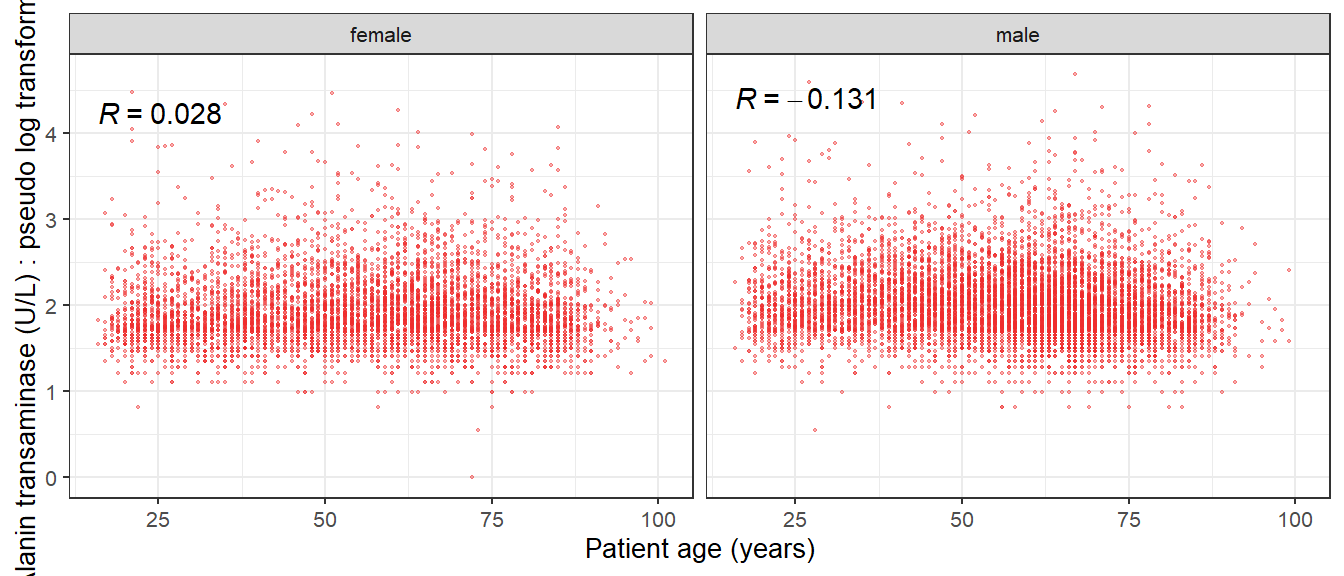 female
male
R = 0.028
R = −0.131
4
3
2
1
0
25
50
75
100
25
50
75
100
Patient age (years)
lanin transaminase (U/L) : pseudo log transform